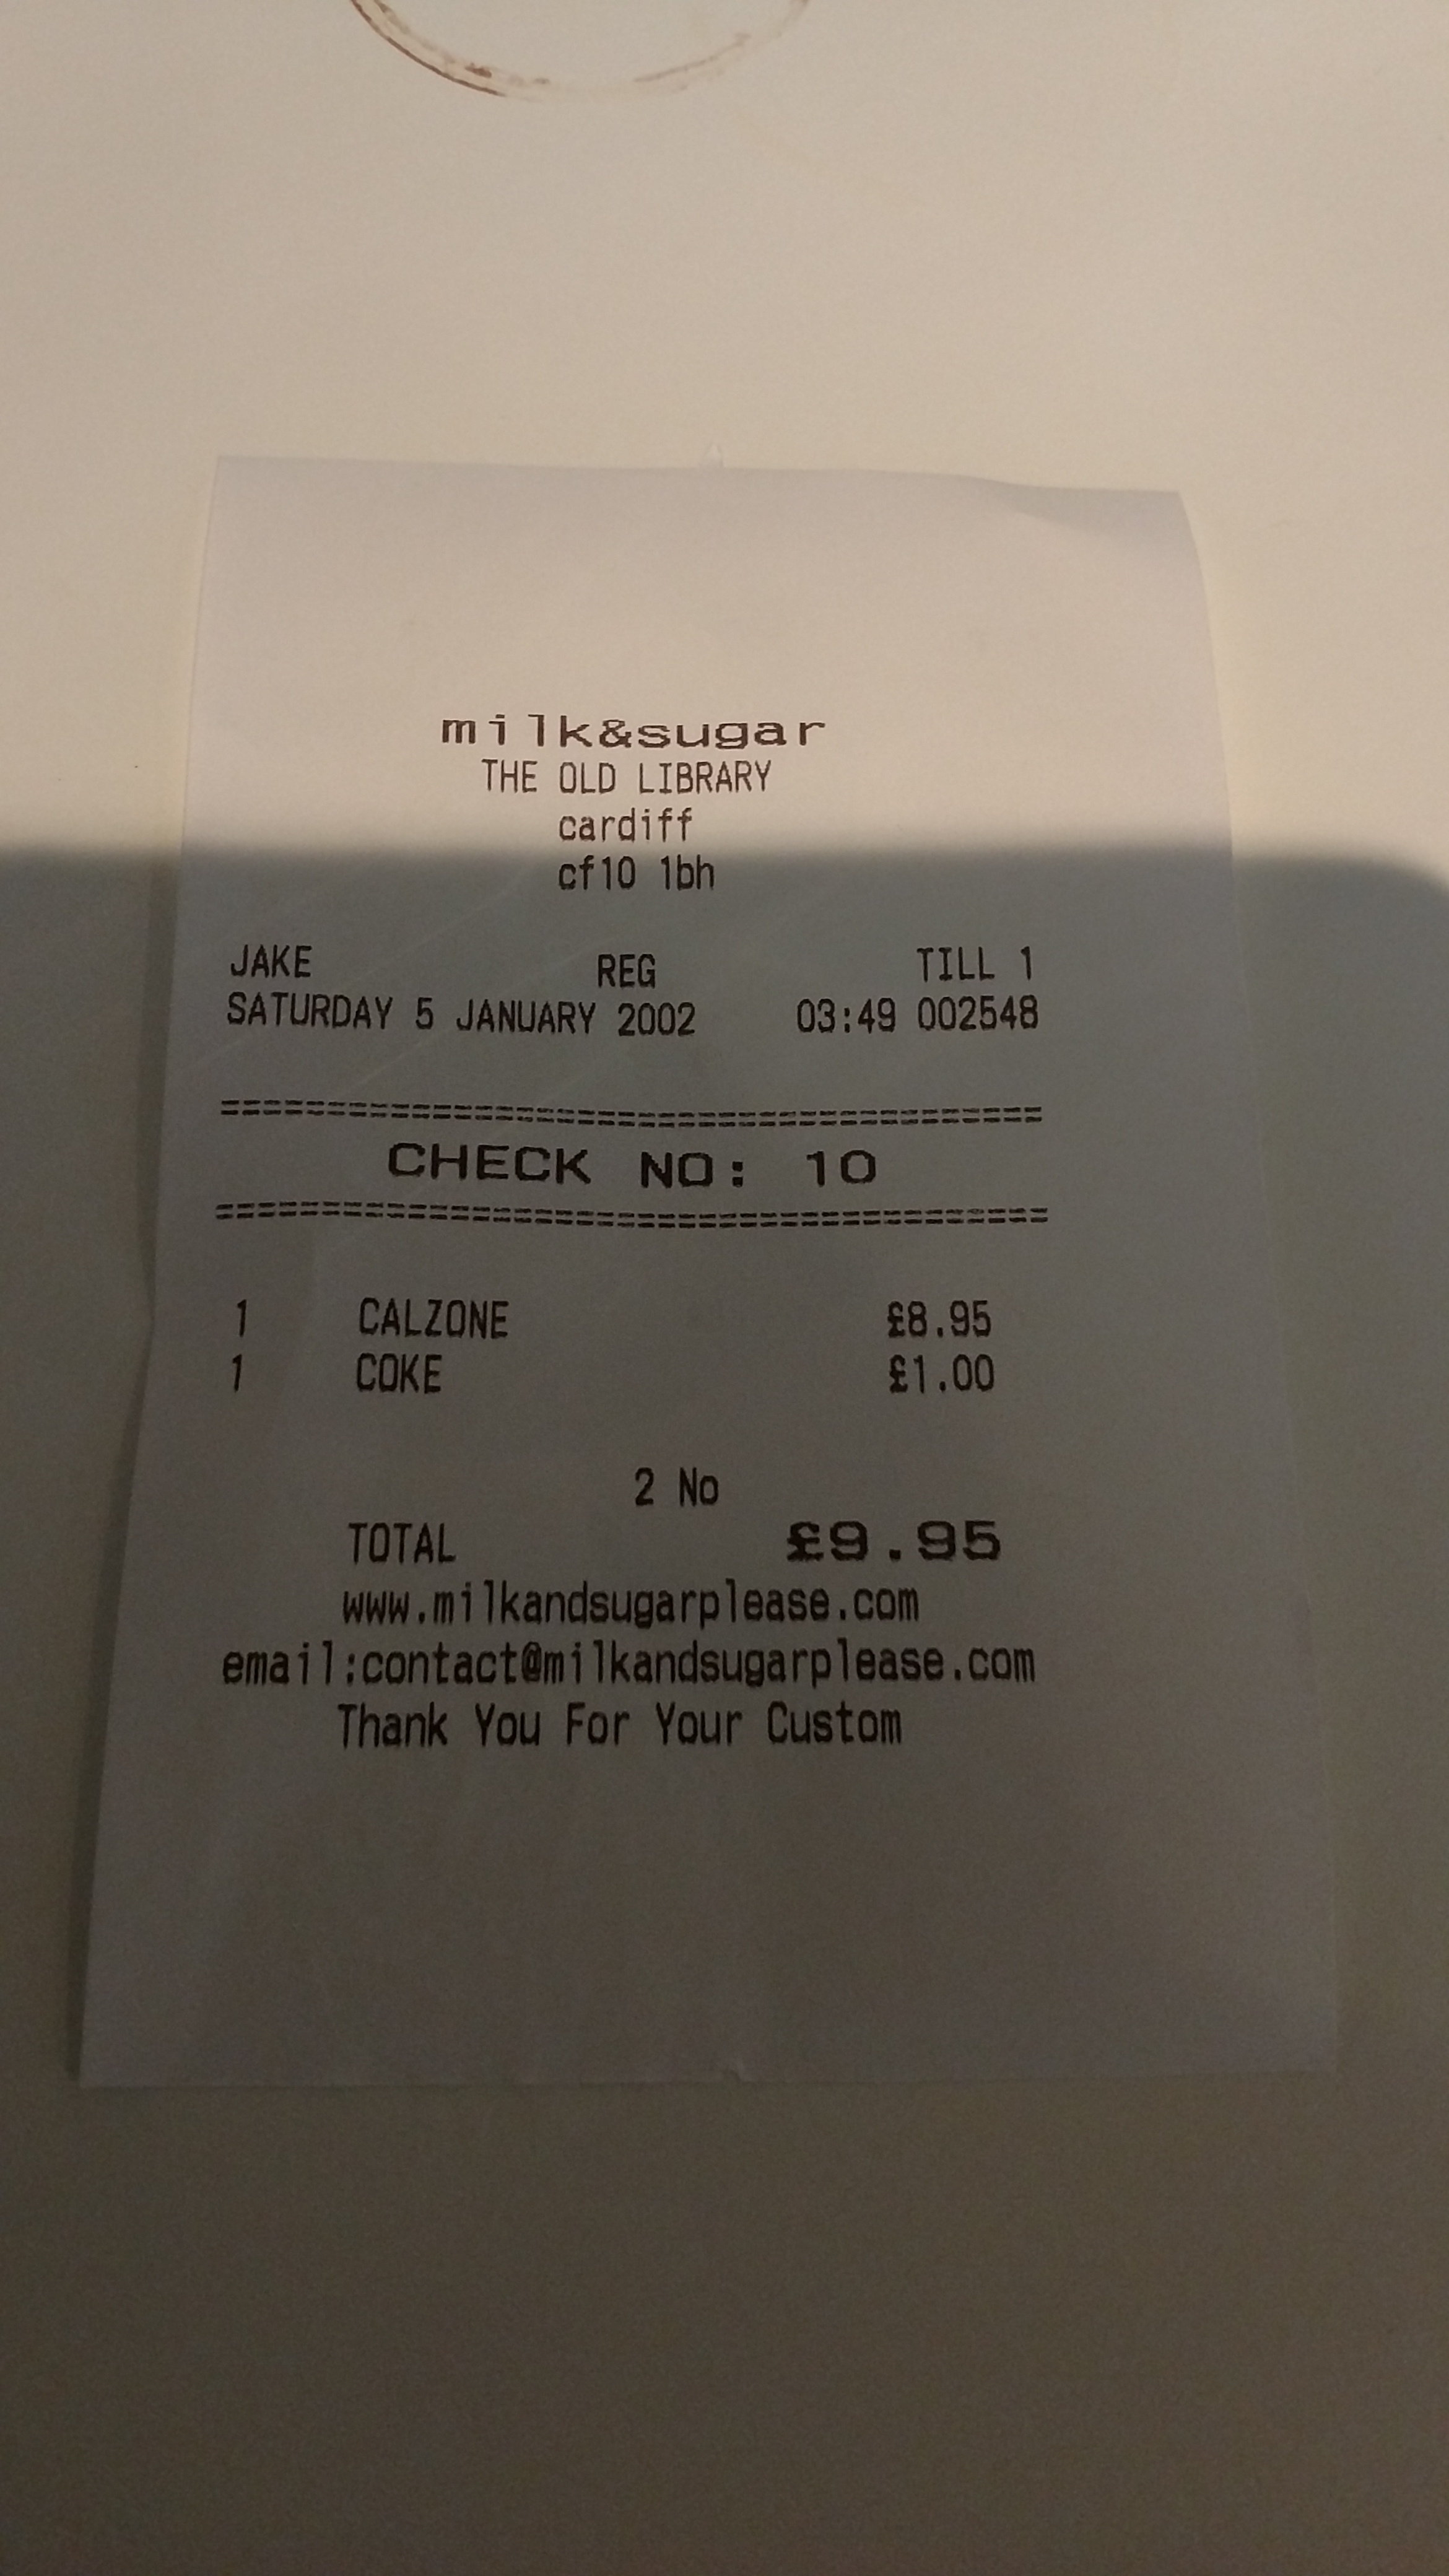 milk&sugar
THE OLD LIBRARY
cardiff
cf10 1bh
JAKE REG TILL 1
SATURDAY 5 JANUARY 2002 03:49 002548
======================================
CHECK NO: 10
======================================
1 CALZONE £8.95
1 COKE £1.00
2 No
TOTAL £9.95
www.milkandsugarplease.com
email:contact@milkandsugarplease.com
Thank You For Your Custom